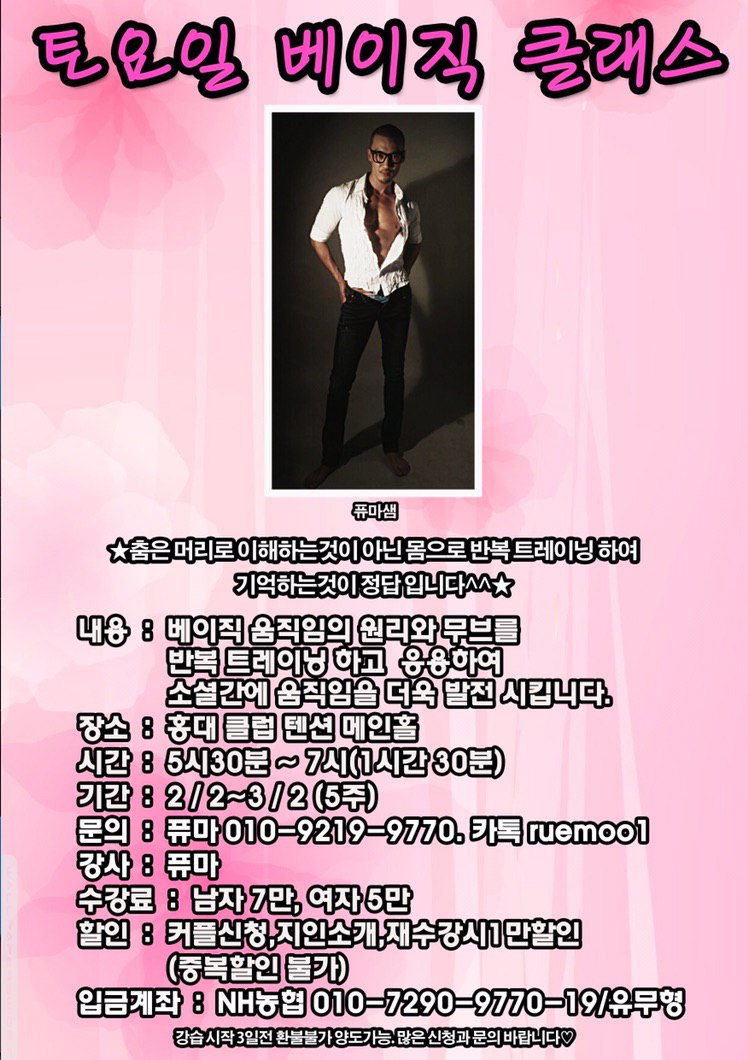 토요일 베이직 클래스
퓨마샘
★춤은 머리로 이해하는것이 아닌 몸으로 반복 트레이닝 하여
기억하는것이 정답 입니다^^★
내용 : 베이직 움직임의 원리와 무브를
반복 트레이닝 하고 응용하여
소셜간에 움직임을 더욱 발전 시킵니다.
장소 : 홍대 클럽 텐션 메인홀
시간 : 5시30분 ~ 7시(1시간 30분)
기간 : 2 / 2~3 / 2 (5주)
문의 : 퓨마 010-9219-9770. 카톡 ruemoo1
강사 : 퓨마
수강료 : 남자 7만, 여자 5만
할인 : 커플신청,지인소개,재수강시1만할인
(중복할인 불가)
입금계좌 : NH농협 010-7290-9770-19/유무형
강습 시작 3일전 환불불가 양도가능. 많은 신청과 문의 바랍니다♡